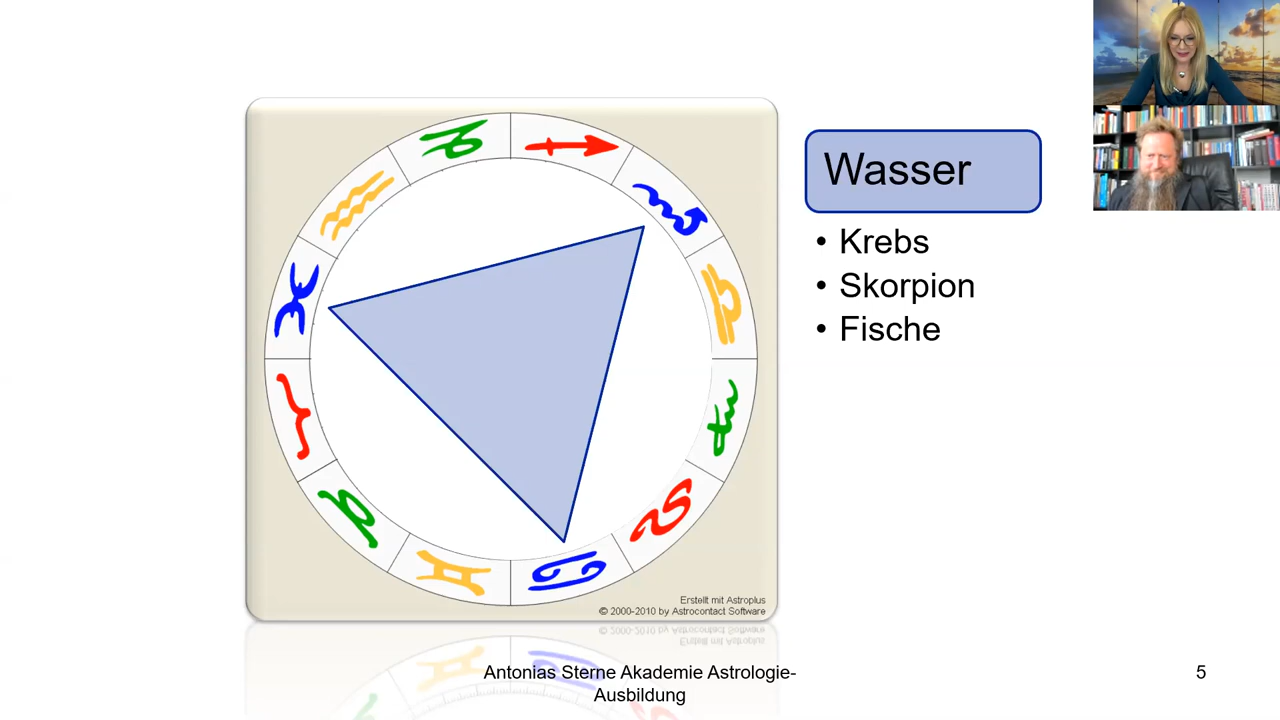 Wasser
• Krebs
• Skorpion
• Fische
Erstellt mit Astroplus
© 2000-2010 by Astrocontact Software
Antonias Sterne Akademie Astrologie-
Ausbildung
5